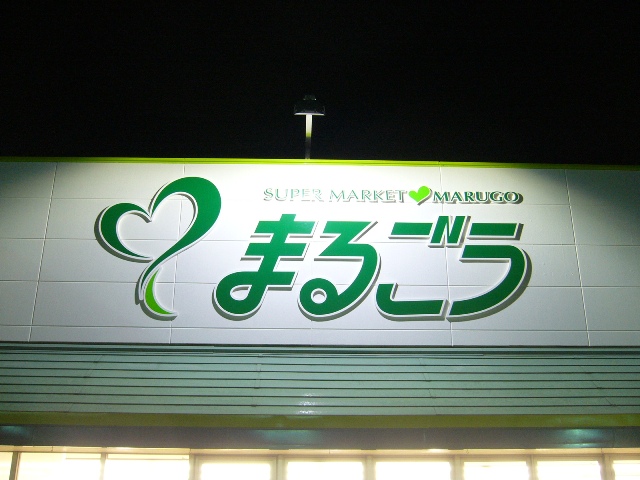 SUPER MARKET MARUGO
まるごう